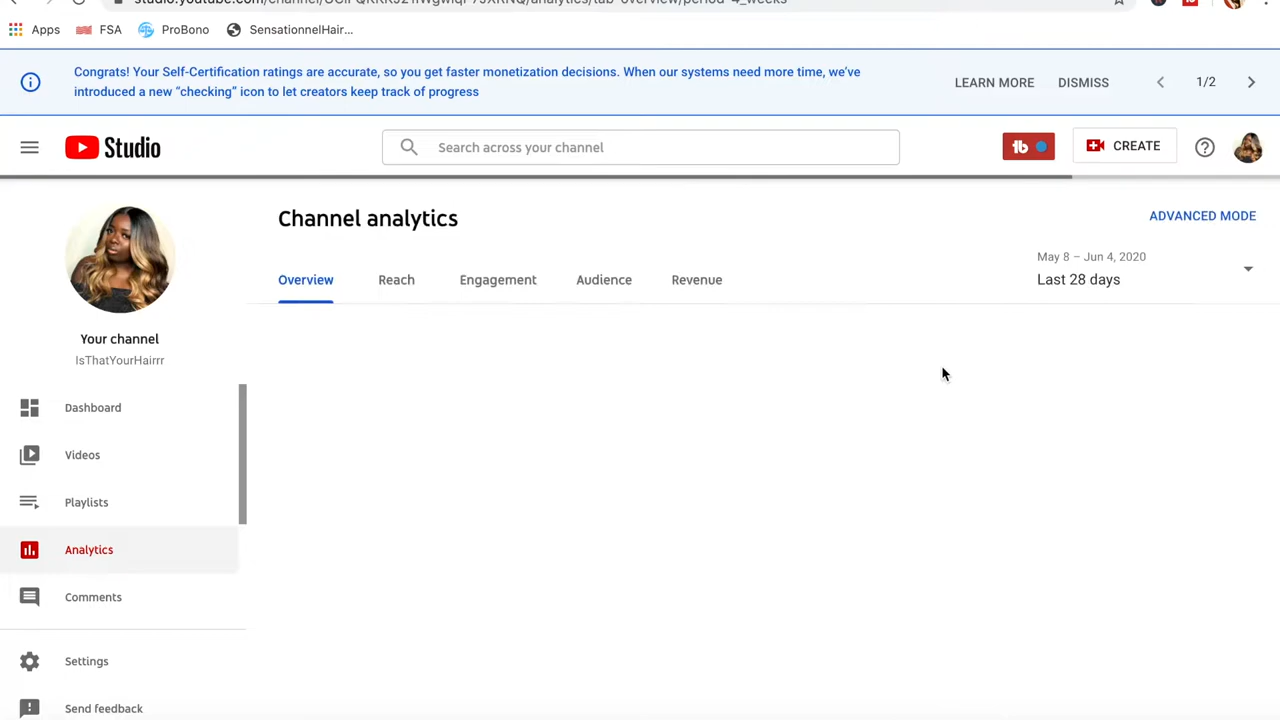 Apps FSA ProBono SensationnelHair...
Congrats! Your Self-Certification ratings are accurate, so you get faster monetization decisions. When our systems need more time, we've
introduced a new "checking" icon to let creators keep track of progress
LEARN MORE DISMISS 1/2
Studio
Search across your channel
CREATE
Channel analytics
ADVANCED MODE
May 8 – Jun 4, 2020
Last 28 days
Overview Reach Engagement Audience Revenue
Your channel
IsThatYourHairrr
Dashboard
Videos
Playlists
Analytics
Comments
Settings
Send feedback